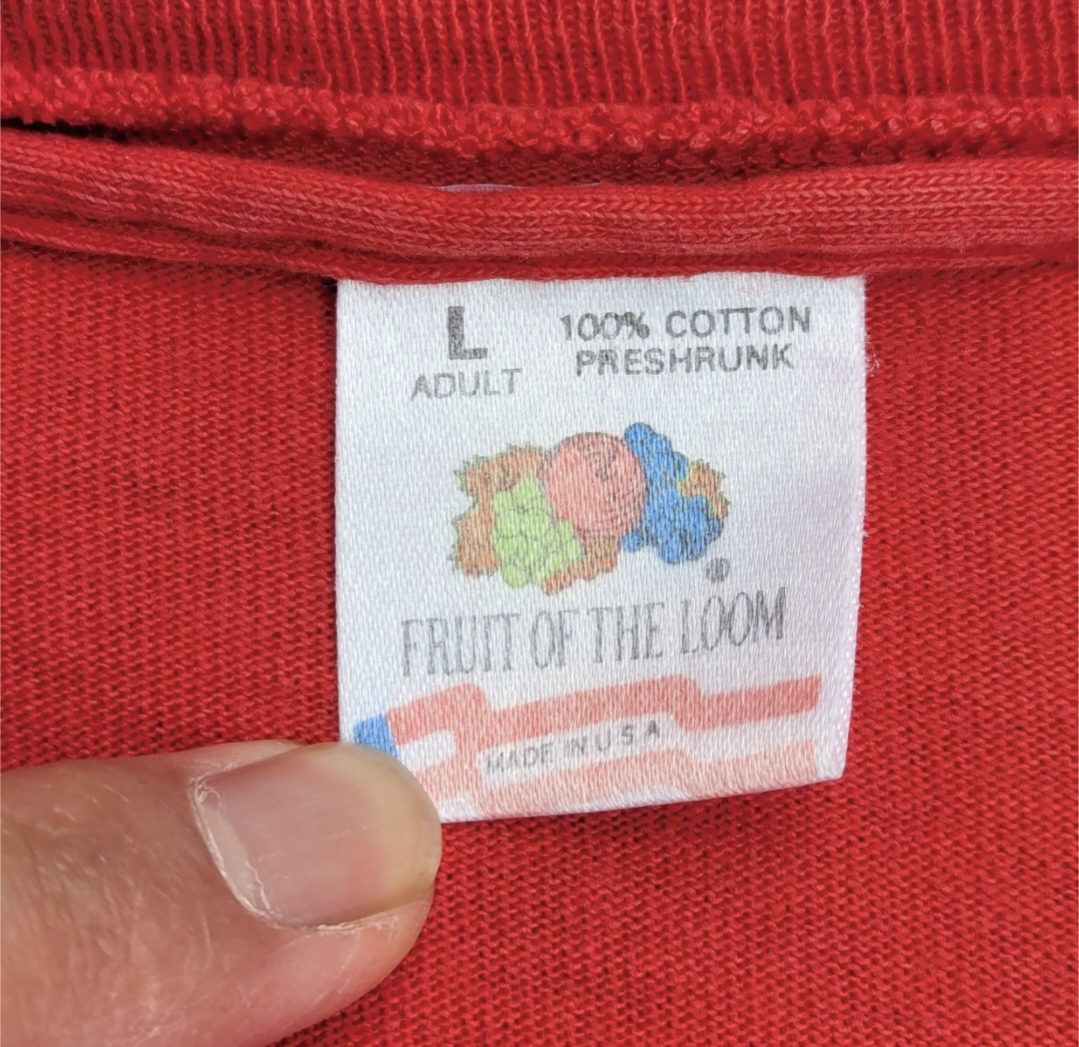 L
ADULT
100% COTTON
PRESHRUNK
®
FRUIT OF THE LOOM
MADE IN U.S.A